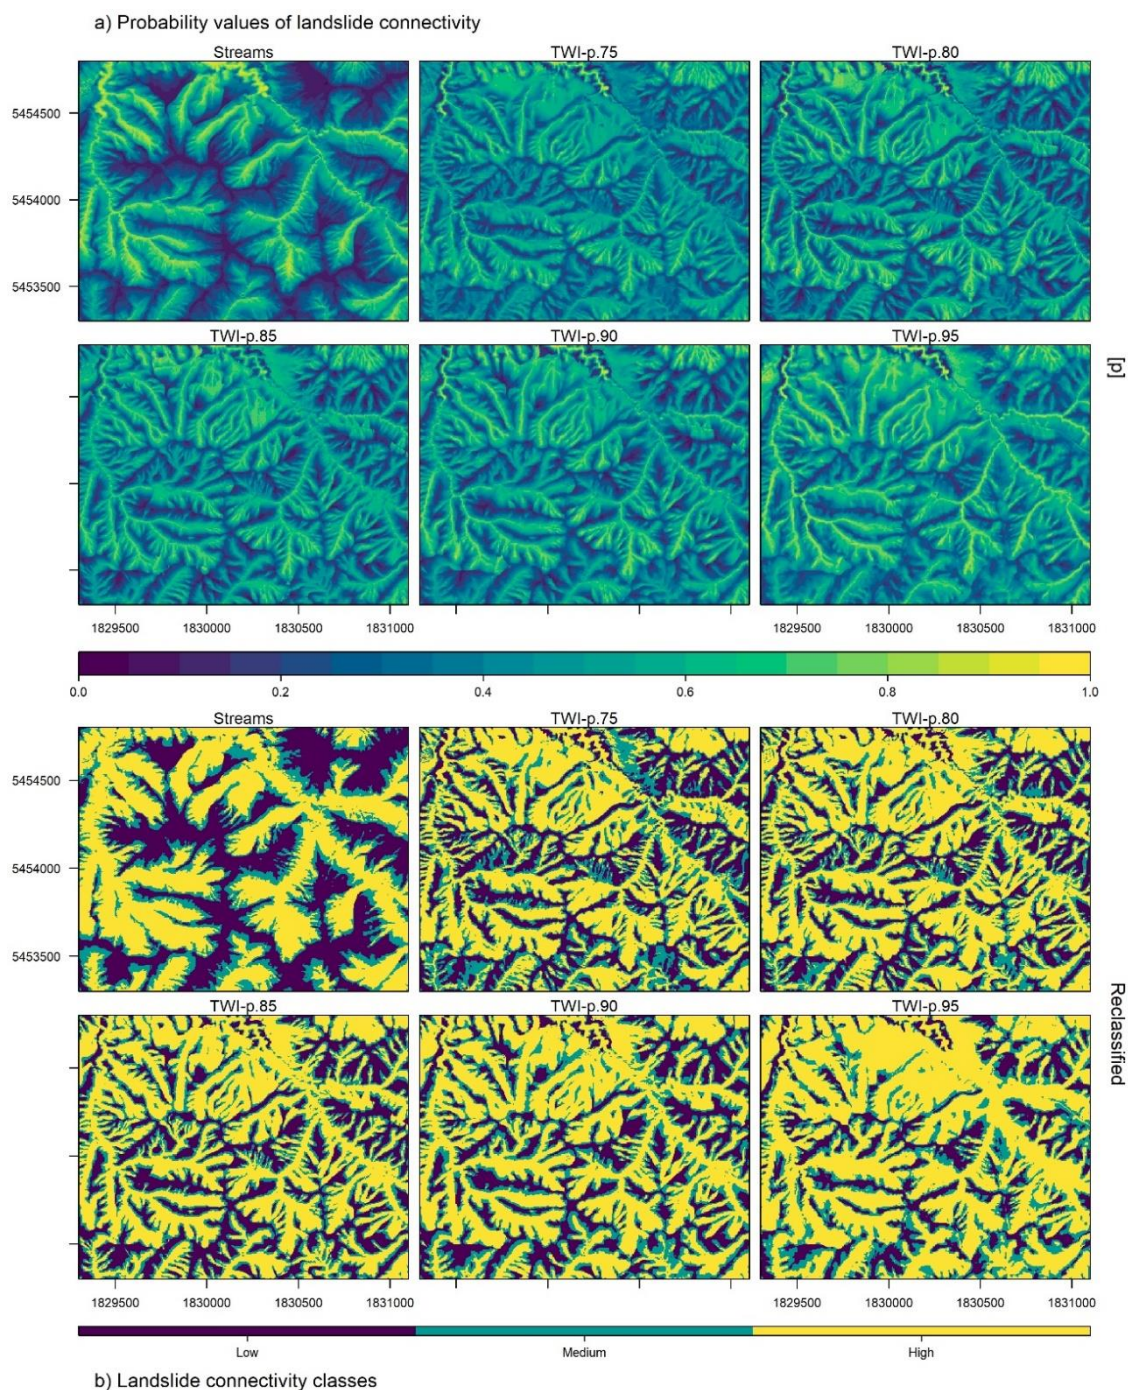 a) Probability values of landslide connectivity
Streams TWI-p.75 TWI-p.80
5454500
5454000
5453500
TWI-p.85 TWI-p.90 TWI-p.95
[p]
1829500 1830000 1830500 1831000 1829500 1830000 1830500 1831000
0.0 0.2 0.4 0.6 0.8 1.0
Streams TWI-p.75 TWI-p.80
5454500
5454000
5453500
TWI-p.85 TWI-p.90 TWI-p.95
Reclassified
1829500 1830000 1830500 1831000 1829500 1830000 1830500 1831000
Low Medium High
b) Landslide connectivity classes